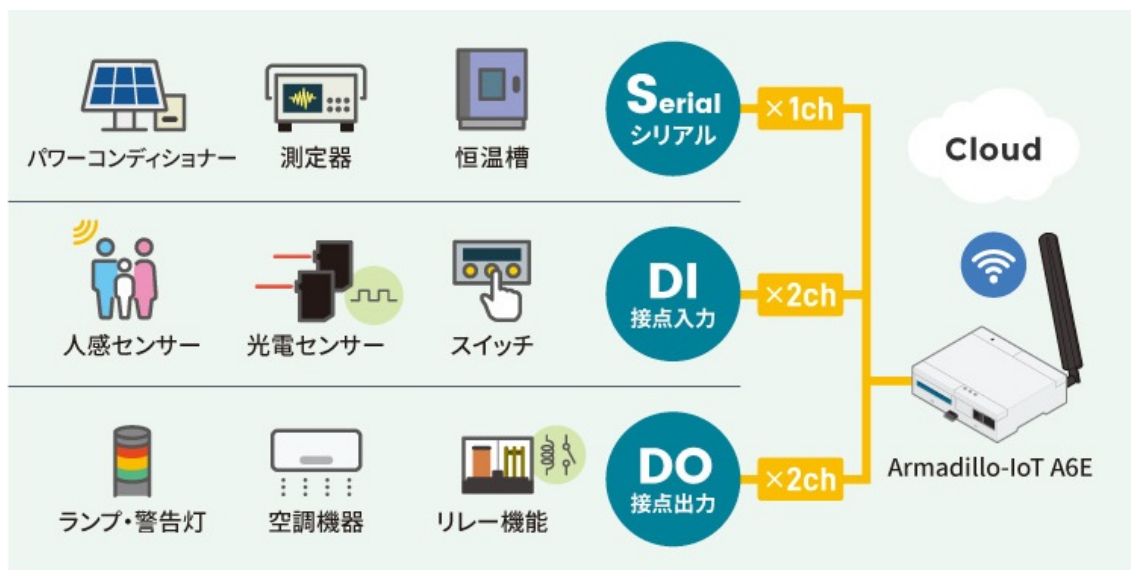 パワーコンディショナー
測定器
恒温槽
Serial
シリアル
×1ch
Cloud
人感センサー
光電センサー
スイッチ
DI
接点入力
×2ch
ランプ・警告灯
空調機器
リレー機能
DO
接点出力
×2ch
Armadillo-IoT A6E